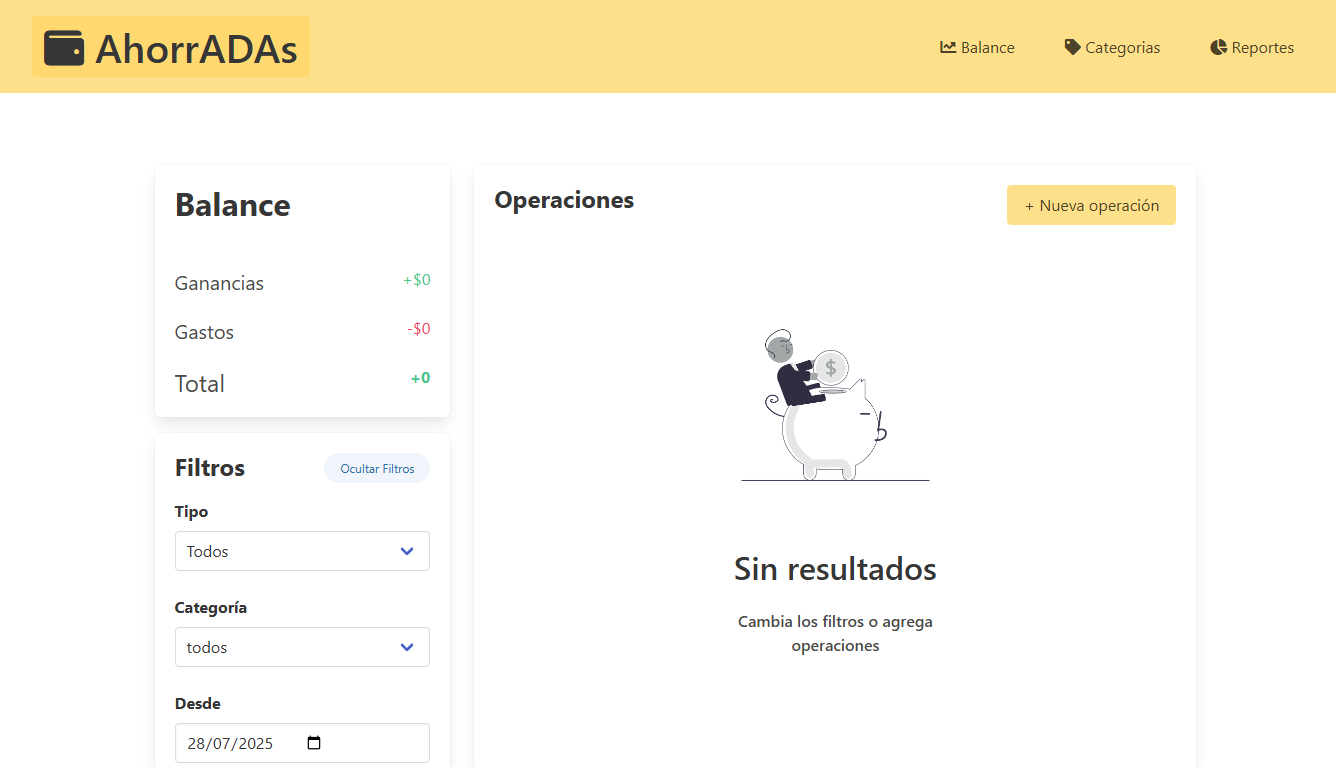 AhorrADAs
Balance
Categorias
Reportes
Balance
Ganancias
+$0
Gastos
-$0
Total
+0
Filtros
Ocultar Filtros
Tipo
Todos
Categoría
todos
Desde
28/07/2025
Operaciones
+ Nueva operación
$
Sin resultados
Cambia los filtros o agrega
operaciones